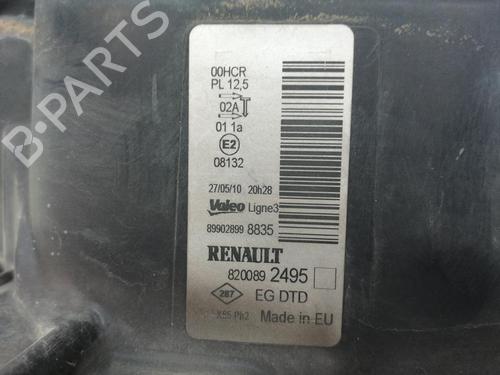 00HCR
PL 12,5
02A
01 1a
E2
08132
27/05/10 20h28
Valeo Ligne3
89902899 8835
RENAULT
820089 2495
287 EG DTD
X95 Ph2 Made in EU
B-PARTS